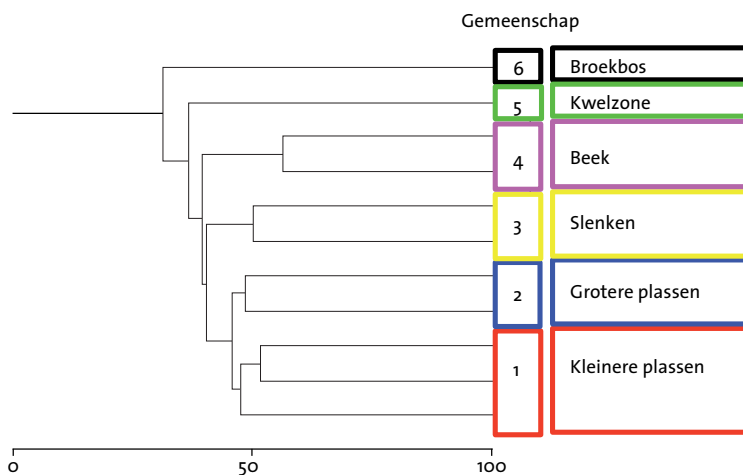 Gemeenschap
6 Broekbos
5 Kwelzone
4 Beek
3 Slenken
2 Grotere plassen
1 Kleinere plassen
0 50 100